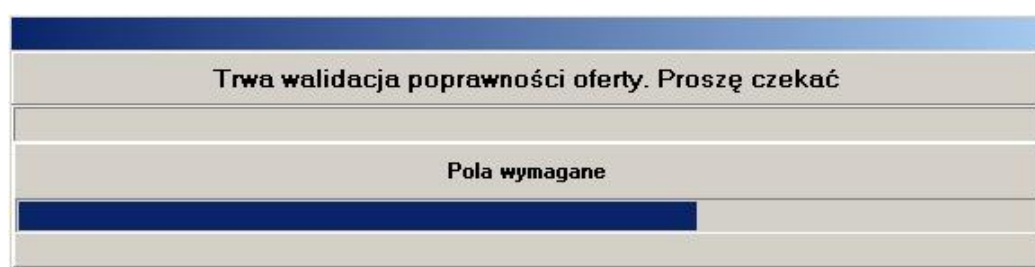 Trwa walidacja poprawności oferty. Proszę czekać
Pola wymagane